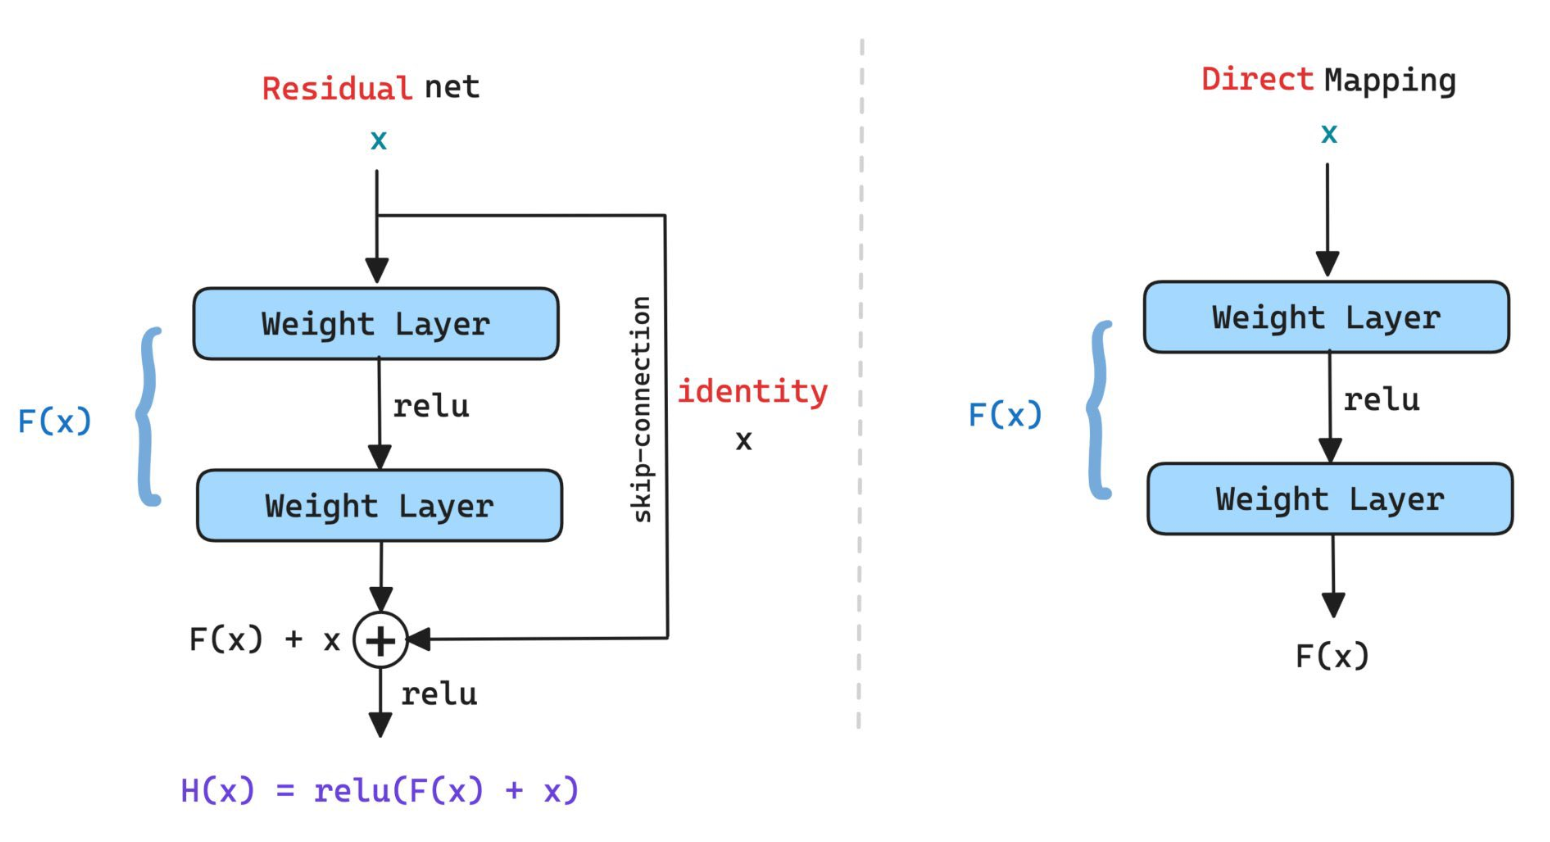 Residual net
x
Weight Layer
relu
F(x)
Weight Layer
skip-connection
identity
x
F(x) + x
+
relu
H(x) = relu(F(x) + x)
Direct Mapping
x
Weight Layer
relu
F(x)
Weight Layer
F(x)